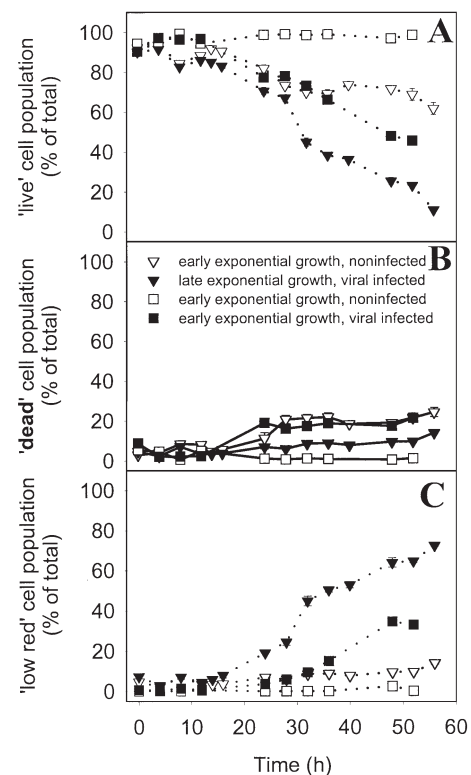 A
'live' cell population
(% of total)
100
80
60
40
20
0
B
'dead' cell population
(% of total)
100
80
60
40
20
0
early exponential growth, noninfected
late exponential growth, viral infected
early exponential growth, noninfected
early exponential growth, viral infected
C
'low red' cell population
(% of total)
100
80
60
40
20
0
0 10 20 30 40 50 60
Time (h)